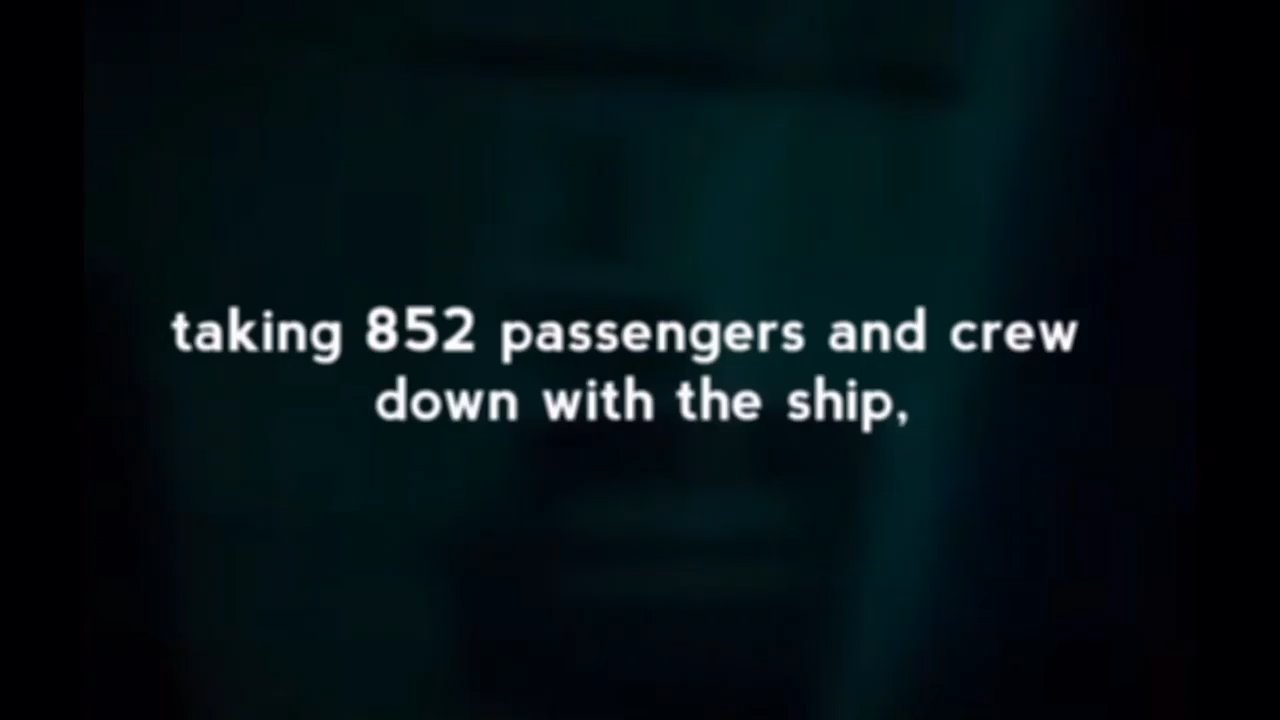 taking 852 passengers and crew
down with the ship,